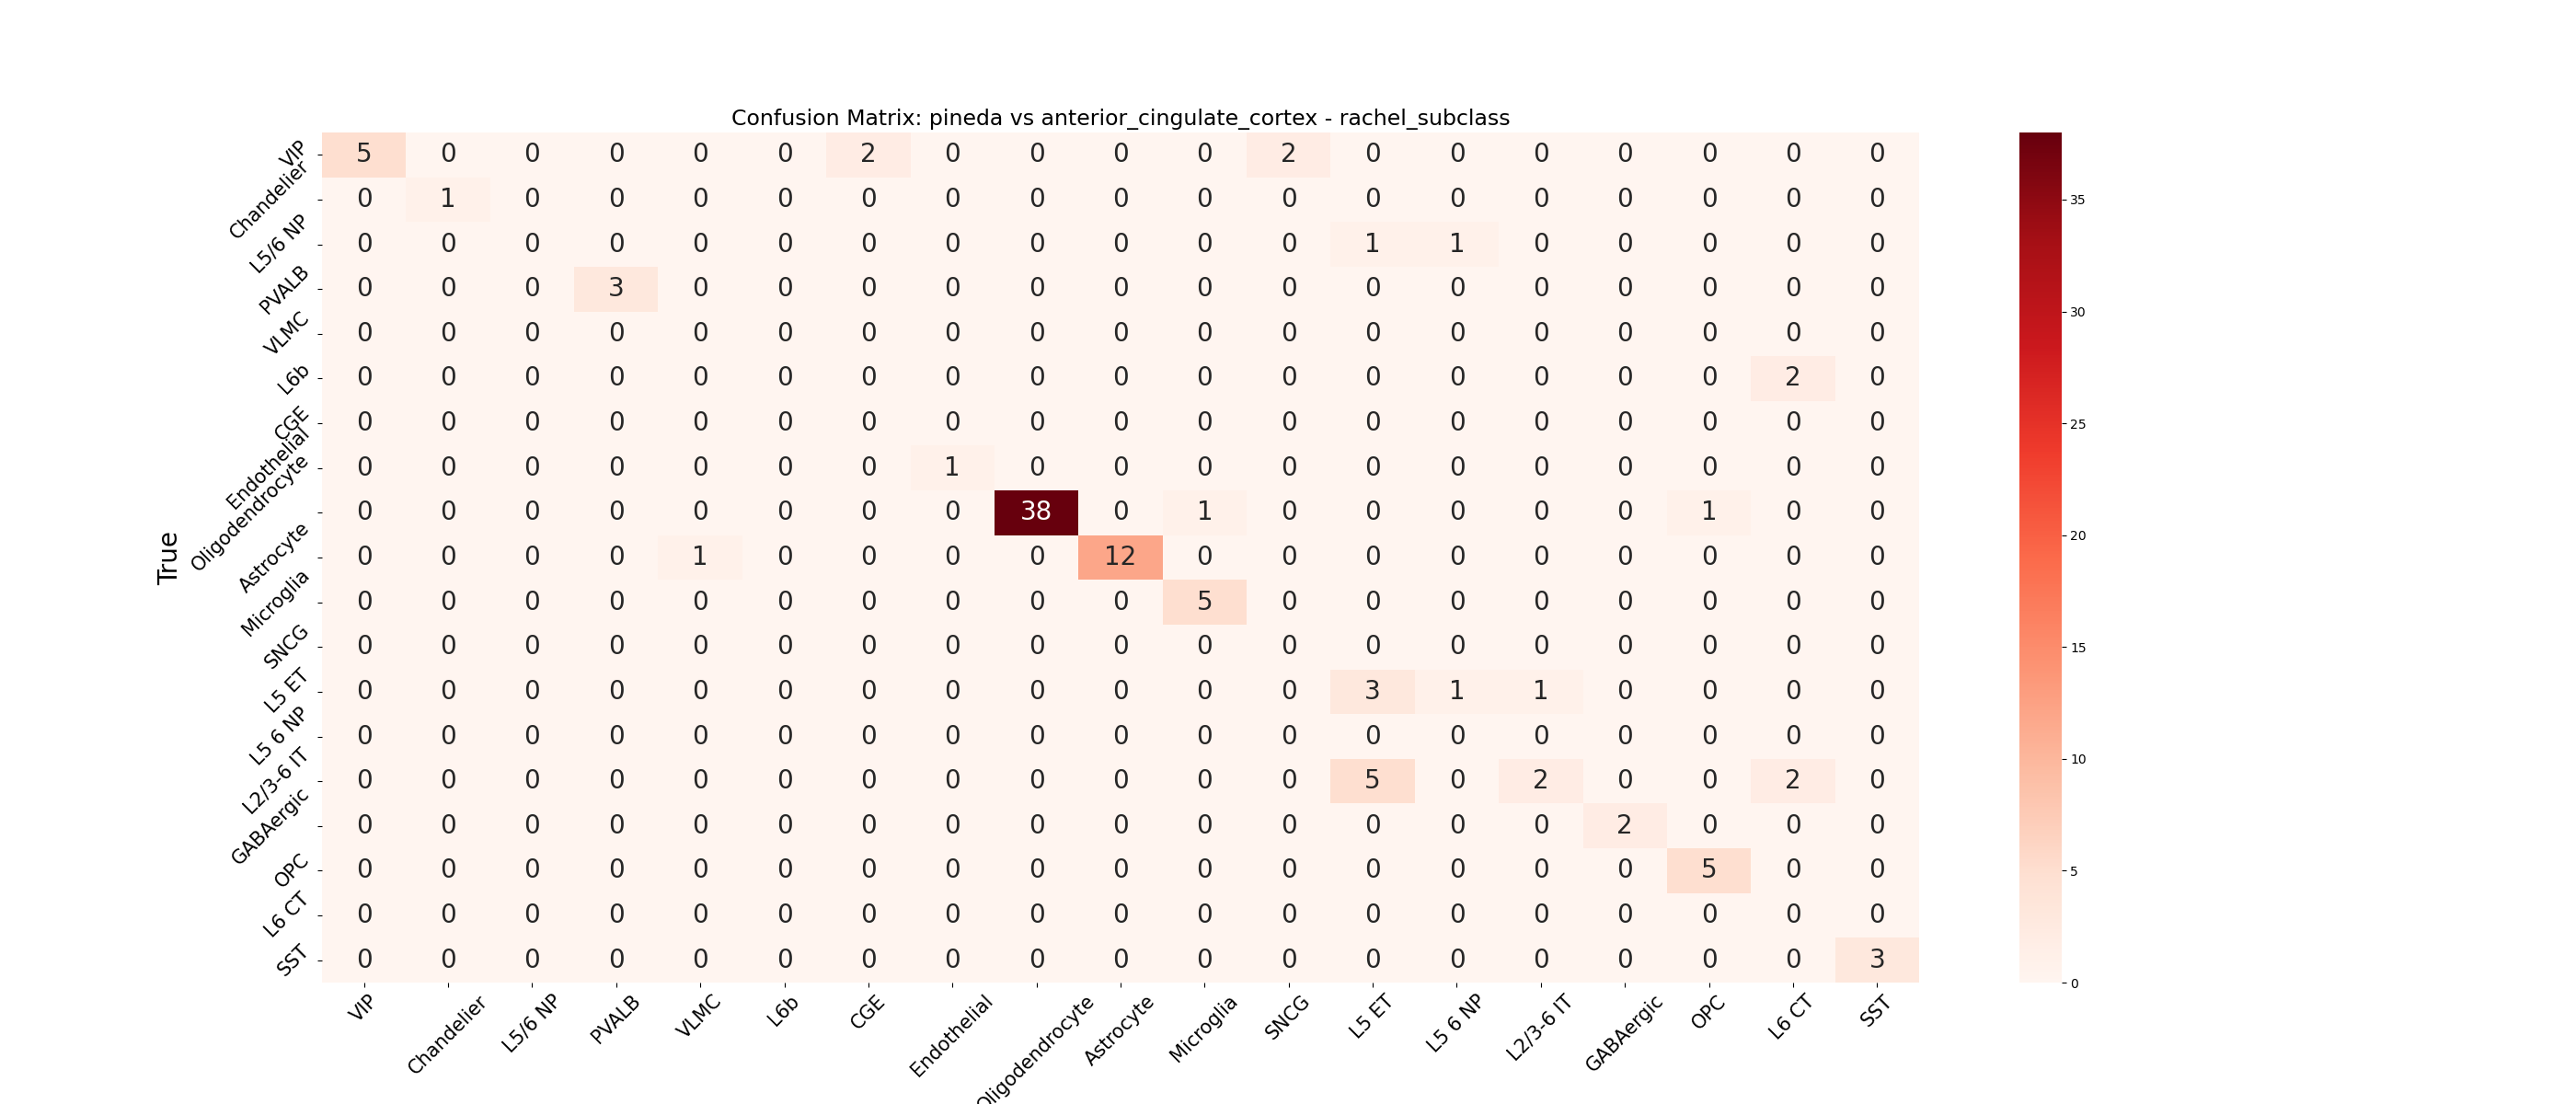 Confusion Matrix: pineda vs anterior_cingulate_cortex - rachel_subclass
True
VIP 5 0 0 0 0 0 2 0 0 0 0 2 0 0 0 0 0 0 0
Chandelier 0 1 0 0 0 0 0 0 0 0 0 0 0 0 0 0 0 0 0
L5/6 NP 0 0 0 0 0 0 0 0 0 0 0 0 1 1 0 0 0 0 0
PVALB 0 0 0 3 0 0 0 0 0 0 0 0 0 0 0 0 0 0 0
VLMC 0 0 0 0 0 0 0 0 0 0 0 0 0 0 0 0 0 0 0
L6b 0 0 0 0 0 0 0 0 0 0 0 0 0 0 0 0 0 2 0
CGE 0 0 0 0 0 0 0 0 0 0 0 0 0 0 0 0 0 0 0
Endothelial 0 0 0 0 0 0 0 1 0 0 0 0 0 0 0 0 0 0 0
Oligodendrocyte 0 0 0 0 0 0 0 0 38 0 1 0 0 0 0 0 1 0 0
Astrocyte 0 0 0 0 1 0 0 0 0 12 0 0 0 0 0 0 0 0 0
Microglia 0 0 0 0 0 0 0 0 0 0 5 0 0 0 0 0 0 0 0
SNCG 0 0 0 0 0 0 0 0 0 0 0 0 0 0 0 0 0 0 0
L5 ET 0 0 0 0 0 0 0 0 0 0 0 0 3 1 1 0 0 0 0
L5 6 NP 0 0 0 0 0 0 0 0 0 0 0 0 0 0 0 0 0 0 0
L2/3-6 IT 0 0 0 0 0 0 0 0 0 0 0 0 5 0 2 0 0 2 0
GABAergic 0 0 0 0 0 0 0 0 0 0 0 0 0 0 0 2 0 0 0
OPC 0 0 0 0 0 0 0 0 0 0 0 0 0 0 0 0 5 0 0
L6 CT 0 0 0 0 0 0 0 0 0 0 0 0 0 0 0 0 0 0 0
SST 0 0 0 0 0 0 0 0 0 0 0 0 0 0 0 0 0 0 3
VIP Chandelier L5/6 NP PVALB VLMC L6b CGE Endothelial Oligodendrocyte Astrocyte Microglia SNCG L5 ET L5 6 NP L2/3-6 IT GABAergic OPC L6 CT SST
35
30
25
20
15
10
5
0